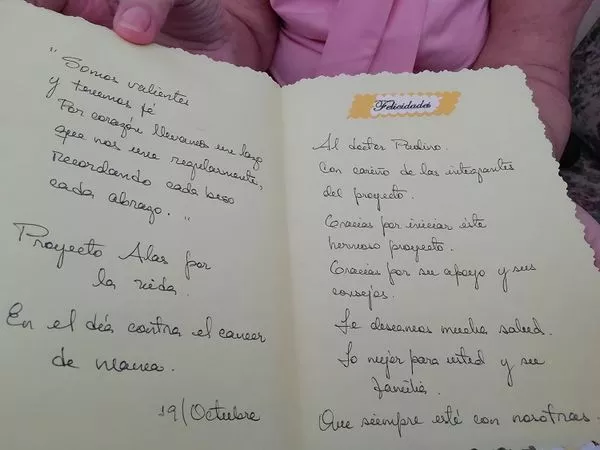 "Somos valientes
y tenemos fé
Por corazón llevamos un lazo
que nos une regularmente,
recordando cada beso
cada abrazo. "
Proyecto Alas por
la vida.
En el día contra el cancer
de mama.
19/Octubre
Felicidades
Al doctor Paulino.
Con cariño de las integrantes
del proyecto.
Gracias por iniciar éste
hermoso proyecto.
Gracias por su apoyo y sus
consejos.
Le deseamos mucha salud.
Lo mejor para usted y su
familia.
Que siempre esté con nosotras.